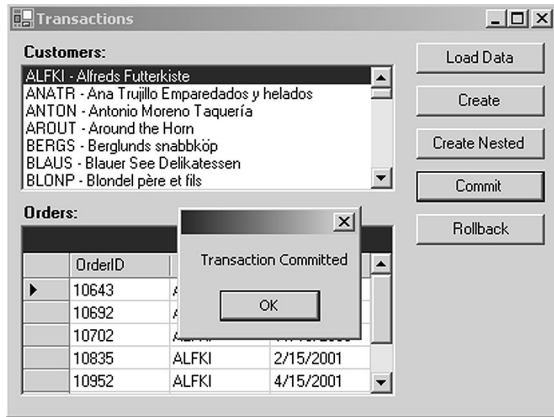 Transactions
Customers:
ALFKI - Alfreds Futterkiste
ANATR - Ana Trujillo Emparedados y helados
ANTON - Antonio Moreno Taquería
AROUT - Around the Horn
BERGS - Berglunds snabbköp
BLAUS - Blauer See Delikatessen
BLONP - Blondel père et fils
Load Data
Create
Create Nested
Commit
Rollback
Orders:
Transaction Committed
OK
OrderID
10643
10692
10702
10835 ALFKI 2/15/2001
10952 ALFKI 4/15/2001